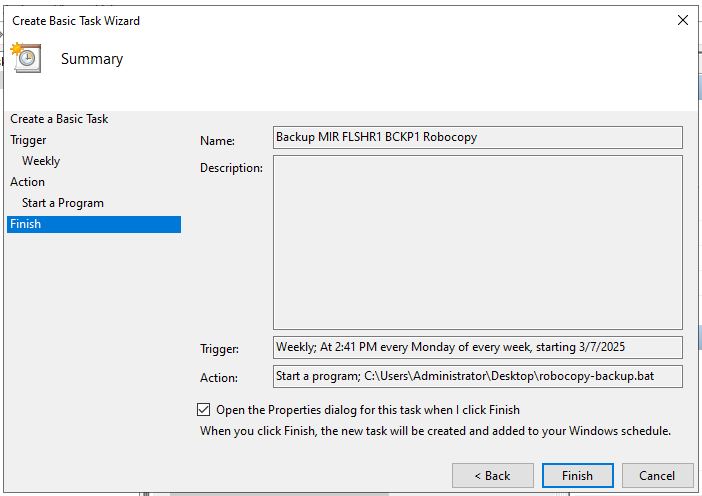 Create Basic Task Wizard
Summary
Create a Basic Task
Trigger
Weekly
Action
Start a Program
Finish
Name:
Backup MIR FLSHR1 BCKP1 Robocopy
Description:
Trigger:
Weekly; At 2:41 PM every Monday of every week, starting 3/7/2025
Action:
Start a program; C:\Users\Administrator\Desktop\robocopy-backup.bat
Open the Properties dialog for this task when I click Finish
When you click Finish, the new task will be created and added to your Windows schedule.
< Back
Finish
Cancel